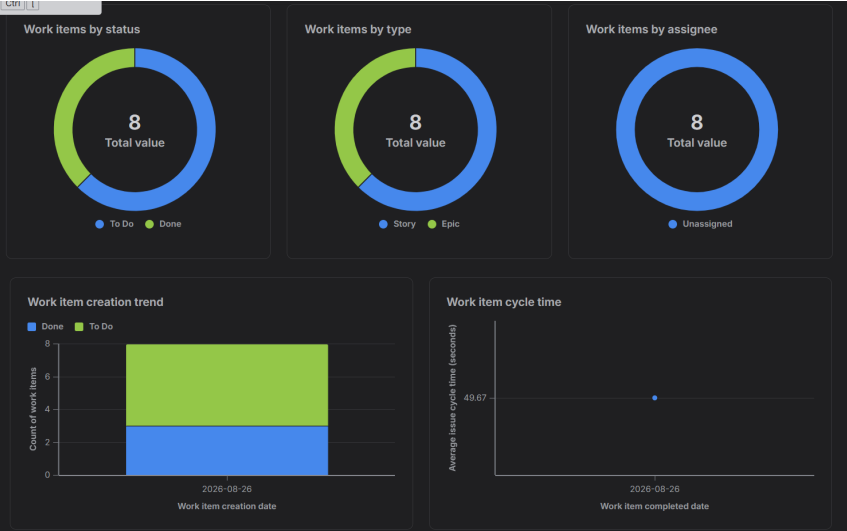 Ctrl [
Work items by status
8
Total value
To Do Done
Work items by type
8
Total value
Story Epic
Work items by assignee
8
Total value
Unassigned
Work item creation trend
Done To Do
Count of work items
8
6
4
2
0
2026-08-26
Work item creation date
Work item cycle time
Average issue cycle time (seconds)
49.67
2026-08-26
Work item completed date